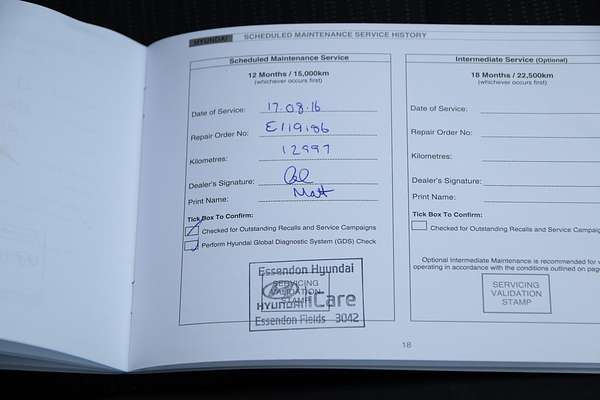 HYUNDAI SCHEDULED MAINTENANCE SERVICE HISTORY
Scheduled Maintenance Service
12 Months / 15,000km
(whichever occurs first)
Date of Service: 17.08.16
Repair Order No: E119186
Kilometres: 12997
Dealer's Signature:
Print Name: Matt
Tick Box To Confirm:
Checked for Outstanding Recalls and Service Campaigns
Perform Hyundai Global Diagnostic System (GDS) Check
Essendon Hyundai
SERVICING
VALIDATION
STAMP
HYUNDAI iCare
Essendon Fields 3042
Intermediate Service (Optional)
18 Months / 22,500km
(whichever occurs first)
Date of Service:
Repair Order No:
Kilometres:
Dealer's Signature:
Print Name:
Tick Box To Confirm:
Checked for Outstanding Recalls and Service Campaig
Optional Intermediate Maintenance is recommended for v
operating in accordance with the conditions outlined on page
SERVICING
VALIDATION
STAMP
18